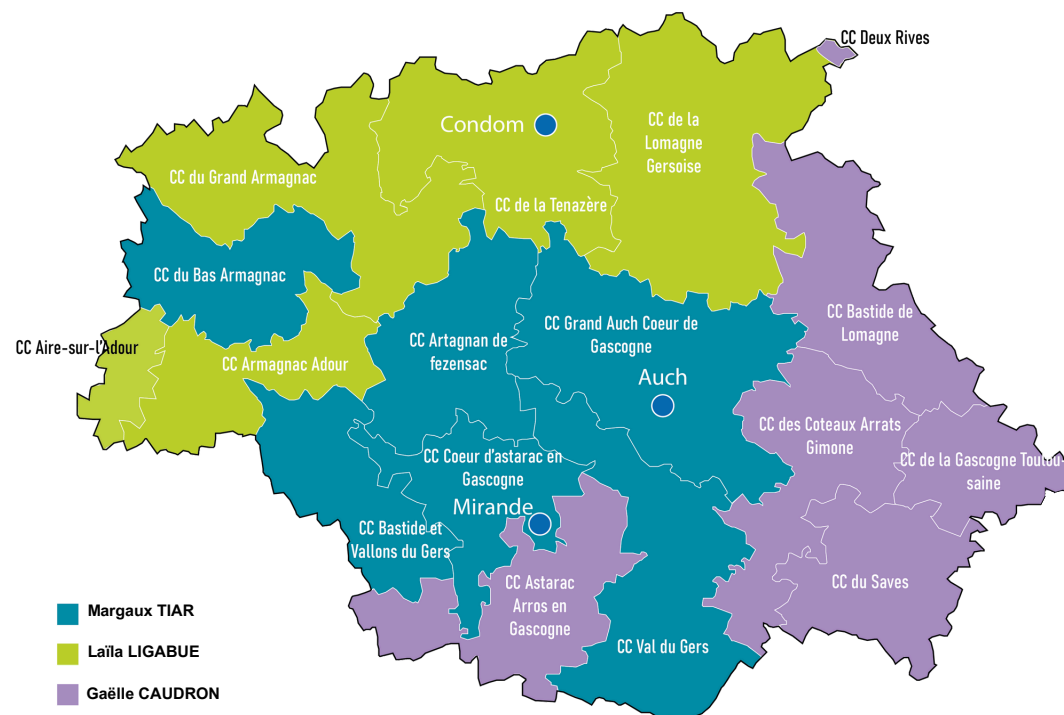 CC Deux Rives
Condom
CC de la
Lomagne
Gersoise
CC du Grand Armagnac
CC de la Tenazère
CC du Bas Armagnac
CC Bastide de
Lomagne
CC Grand Auch Coeur de
Gascogne
CC Aire-sur-l'Adour
CC Artagnan de
fezensac
CC Armagnac Adour
Auch
CC des Coteaux Arrats
Gimone
CC Coeur d'astarac en
Gascogne
CC de la Gascogne Toulou-
saine
Mirande
CC Bastide et
Vallons du Gers
CC Astarac
Arros en
Gascogne
CC du Saves
CC Val du Gers
Margaux TIAR
Laïla LIGABUE
Gaëlle CAUDRON